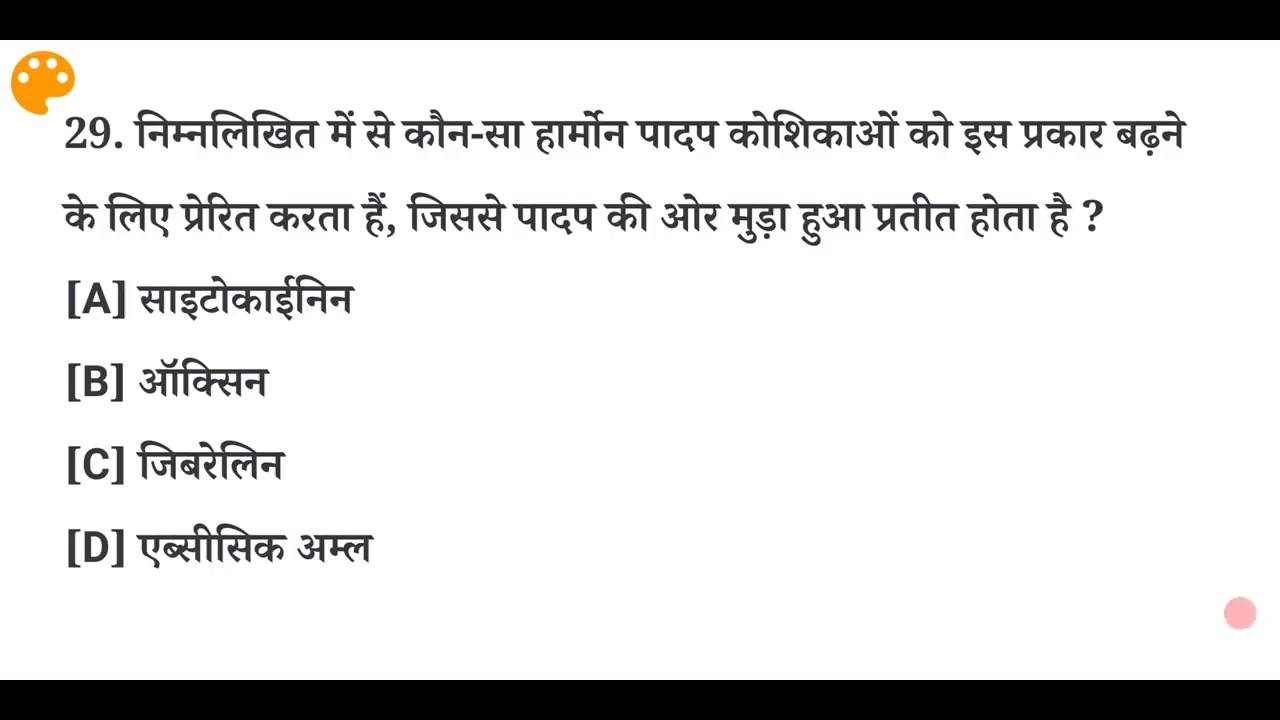 29. निम्नलिखित में से कौन-सा हार्मोन पादप कोशिकाओं को इस प्रकार बढ़ने
के लिए प्रेरित करता हैं, जिससे पादप की ओर मुड़ा हुआ प्रतीत होता है ?
[A] साइटोकाईनिन
[B] ऑक्सिन
[C] जिबरेलिन
[D] एब्सीसिक अम्ल